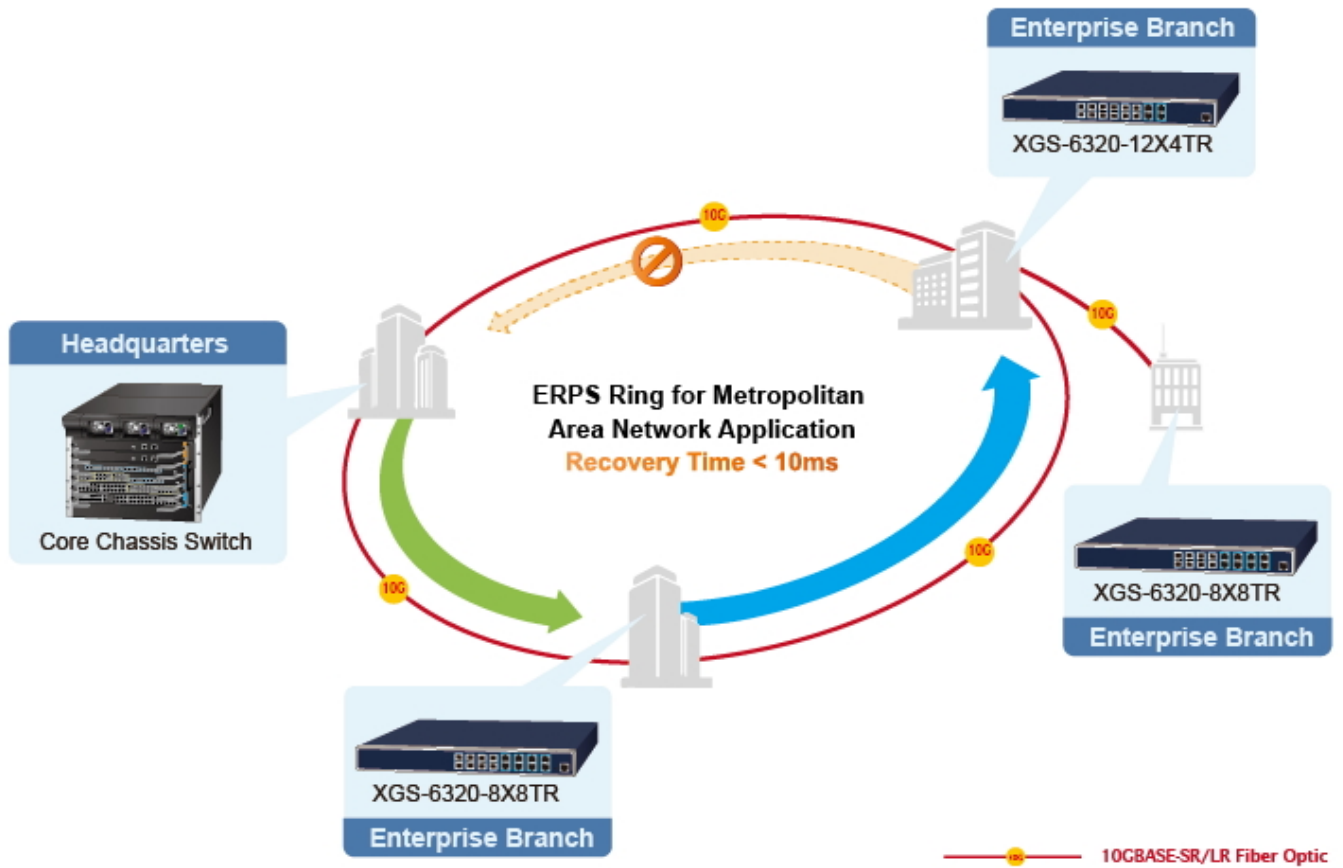 Enterprise Branch
XGS-6320-12X4TR
10G
10G
Headquarters
Core Chassis Switch
ERPS Ring for Metropolitan
Area Network Application
Recovery Time < 10ms
10G
10G
XGS-6320-8X8TR
Enterprise Branch
XGS-6320-8X8TR
Enterprise Branch
10G
10GBASE-SR/LR Fiber Optic